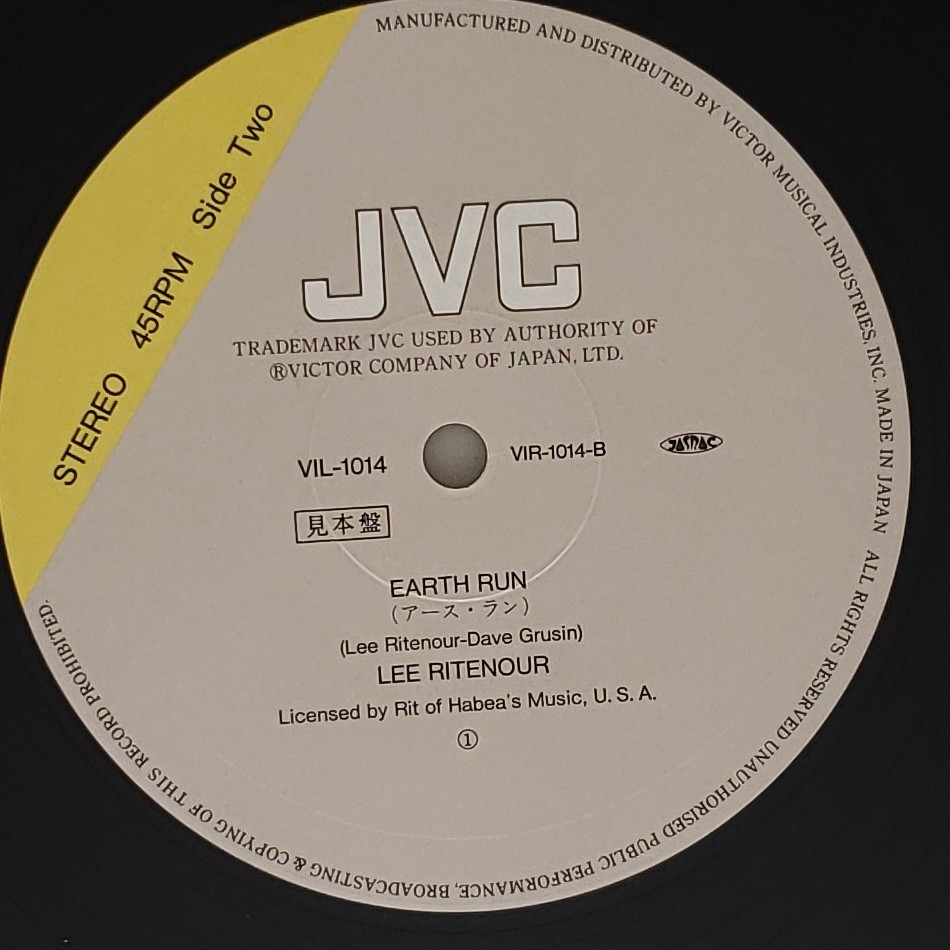 STEREO 45RPM Side Two
JVC
TRADEMARK JVC USED BY AUTHORITY OF
®VICTOR COMPANY OF JAPAN, LTD.
VIL-1014 VIR-1014-B JASRAC
見本盤
EARTH RUN
(アース・ラン)
(Lee Ritenour-Dave Grusin)
LEE RITENOUR
Licensed by Rit of Habea's Music, U. S. A.
①
MANUFACTURED AND DISTRIBUTED BY VICTOR MUSICAL INDUSTRIES, INC. MADE IN JAPAN ALL RIGHTS RESERVED UNAUTHORISED PUBLIC PERFORMANCE, BROADCASTING & COPYING OF THIS RECORD PROHIBITED.